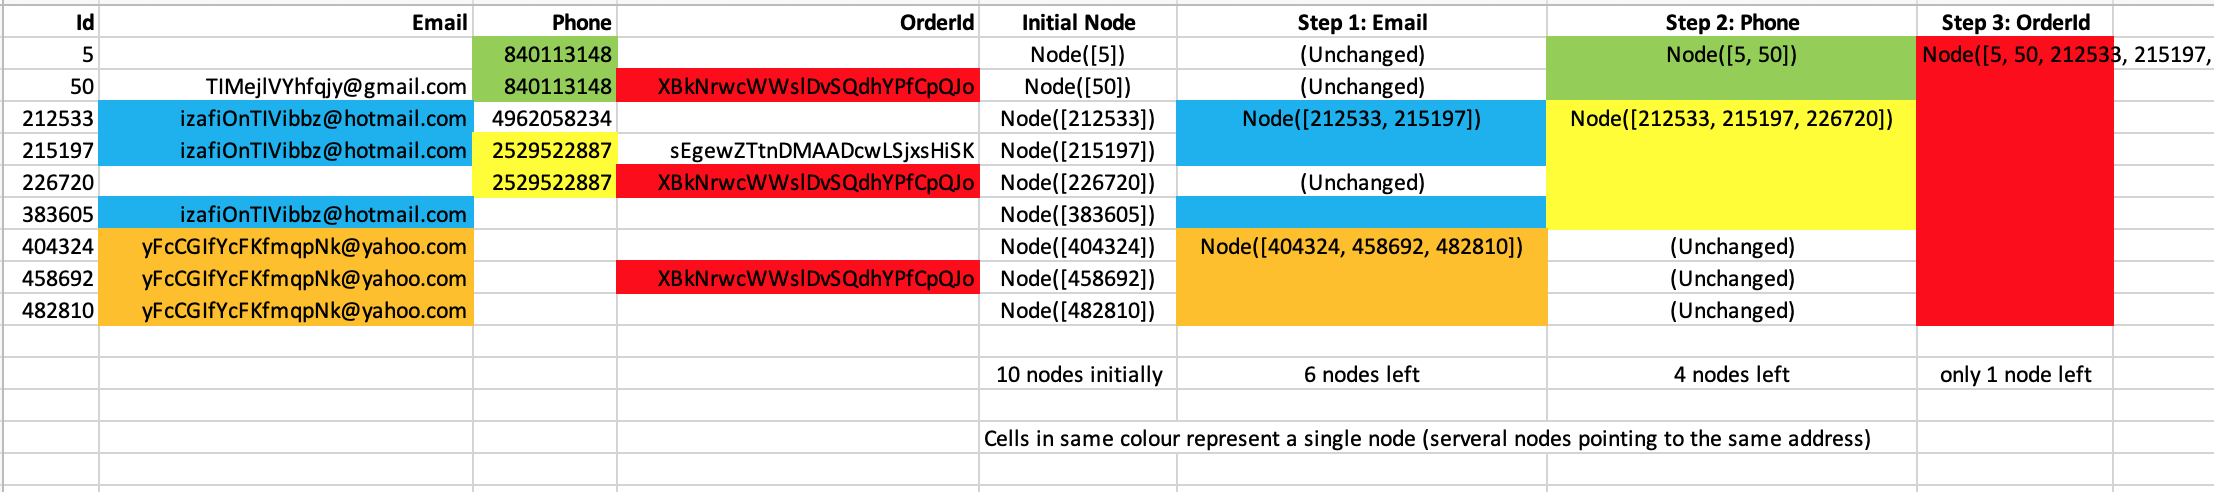 Id Email Phone OrderId Initial Node Step 1: Email Step 2: Phone Step 3: OrderId
5 840113148 Node([5]) (Unchanged) Node([5, 50]) Node([5, 50, 212533, 215197,
50 TIMejlVYhfqjy@gmail.com 840113148 XBkNrwcWWslDvSQdhYPfCpQJo Node([50]) (Unchanged)
212533 izafiOnTIVibbz@hotmail.com 4962058234 Node([212533]) Node([212533, 215197]) Node([212533, 215197, 226720])
215197 izafiOnTIVibbz@hotmail.com 2529522887 sEgewZTtnDMAADcwLSjxsHiSK Node([215197])
226720 2529522887 XBkNrwcWWslDvSQdhYPfCpQJo Node([226720]) (Unchanged)
383605 izafiOnTIVibbz@hotmail.com Node([383605])
404324 yFcCGIfYcFKfmqpNk@yahoo.com Node([404324]) Node([404324, 458692, 482810]) (Unchanged)
458692 yFcCGIfYcFKfmqpNk@yahoo.com XBkNrwcWWslDvSQdhYPfCpQJo Node([458692]) (Unchanged)
482810 yFcCGIfYcFKfmqpNk@yahoo.com Node([482810]) (Unchanged)
10 nodes initially 6 nodes left 4 nodes left only 1 node left
Cells in same colour represent a single node (serveral nodes pointing to the same address)